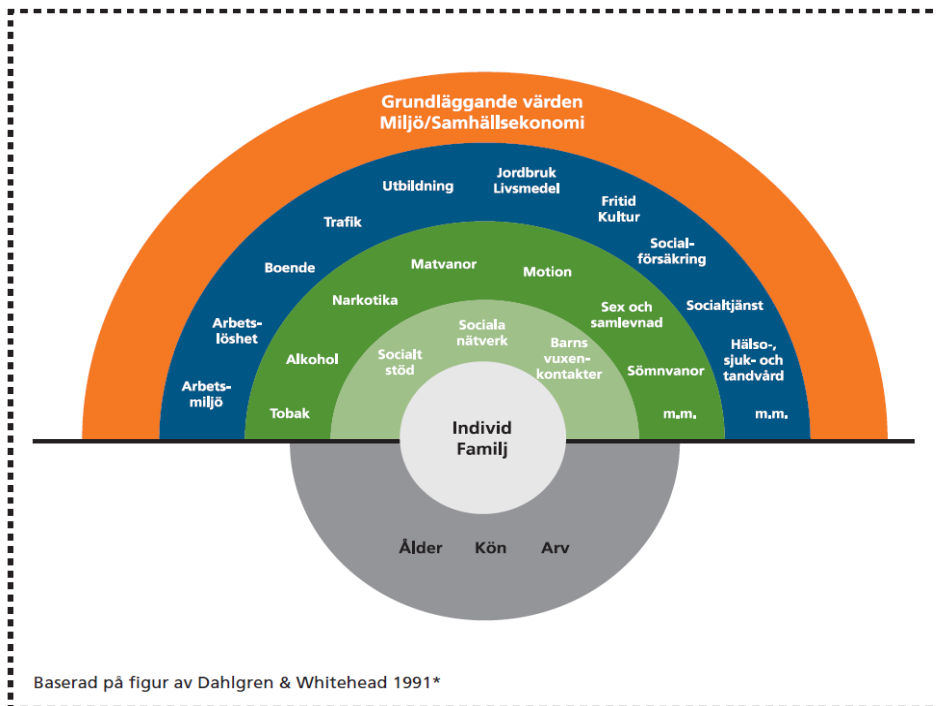 Grundläggande värden
Miljö/Samhällsekonomi
Utbildning
Jordbruk
Livsmedel
Fritid
Kultur
Trafik
Social-
försäkring
Boende
Socialtjänst
Arbets-
löshet
Hälso-,
sjuk- och
tandvård
Arbets-
miljö
m.m.
Matvanor
Motion
Narkotika
Sex och
samlevnad
Alkohol
Sömnvanor
Tobak
m.m.
Socialt
stöd
Sociala
nätverk
Barns
vuxen-
kontakter
Individ
Familj
Ålder Kön Arv
Baserad på figur av Dahlgren & Whitehead 1991*